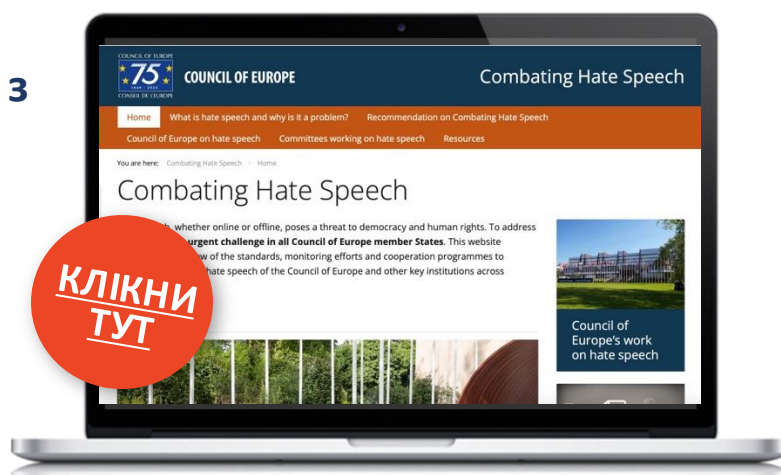 3
COUNCIL OF EUROPE
75
1949 - 2024
CONSEIL DE L'EUROPE
COUNCIL OF EUROPE
Combating Hate Speech
Home What is hate speech and why is it a problem? Recommendation on Combating Hate Speech
Council of Europe on hate speech Committees working on hate speech Resources
You are here: Combating Hate Speech Home
Combating Hate Speech
whether online or offline, poses a threat to democracy and human rights. To address
urgent challenge in all Council of Europe member States. This website
of the standards, monitoring efforts and cooperation programmes to
hate speech of the Council of Europe and other key institutions across
КЛІКНИ
ТУТ
Council of
Europe's work
on hate speech